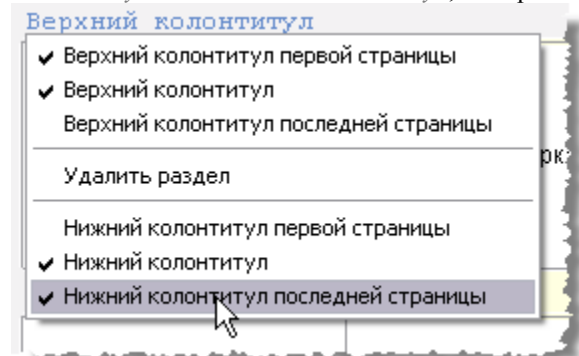 Верхний колонтитул
Верхний колонтитул первой страницы
Верхний колонтитул
Верхний колонтитул последней страницы
рк
Удалить раздел
Нижний колонтитул первой страницы
Нижний колонтитул
Нижний колонтитул последней страницы